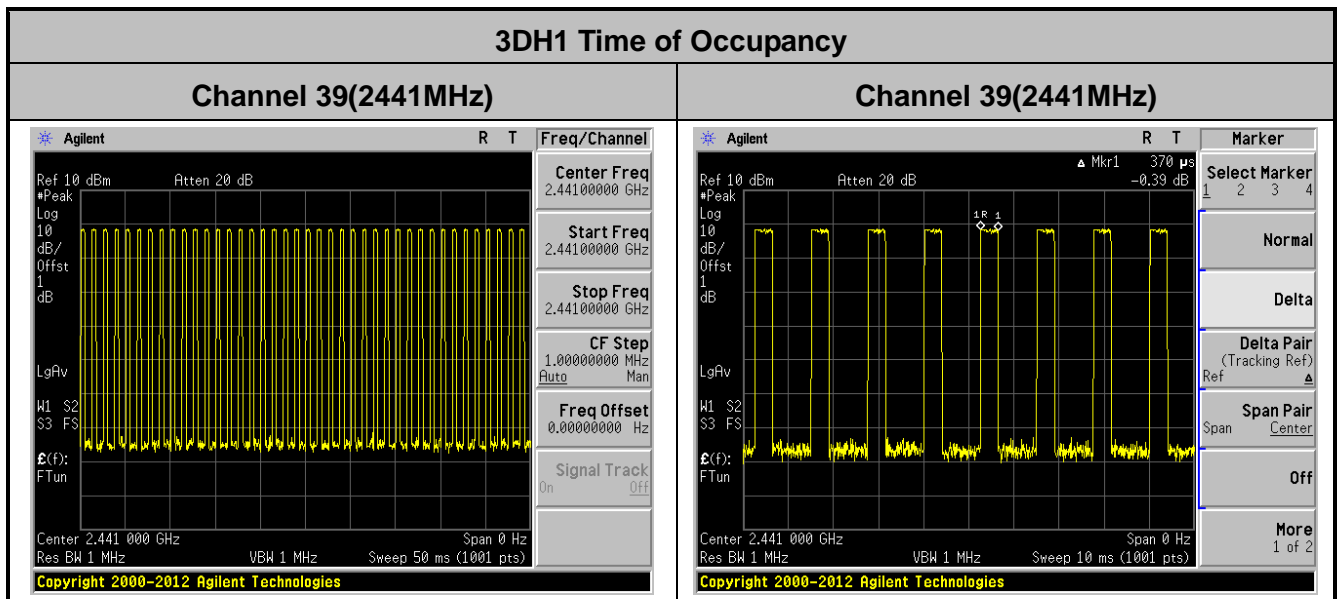 3DH1 Time of Occupancy
Channel 39(2441MHz)
Channel 39(2441MHz)
Agilent R T Freq/Channel
Ref 10 dBm Atten 20 dB
#Peak
Log
10
dB/
Offst
1
dB
LgAv
W1 S2
S3 FS
£(f):
FTun
Center 2.441 000 GHz Span 0 Hz
Res BW 1 MHz VBW 1 MHz Sweep 50 ms (1001 pts)
Center Freq
2.44100000 GHz
Start Freq
2.44100000 GHz
Stop Freq
2.44100000 GHz
CF Step
1.00000000 MHz
Auto Man
Freq Offset
0.00000000 Hz
Signal Track
On Off
Copyright 2000-2012 Agilent Technologies
Agilent R T Marker
Δ Mkr1 370 µs
Ref 10 dBm Atten 20 dB -0.39 dB
#Peak
Log
10
dB/
Offst
1
dB
1R 1
LgAv
W1 S2
S3 FS
£(f):
FTun
Center 2.441 000 GHz Span 0 Hz
Res BW 1 MHz VBW 1 MHz Sweep 10 ms (1001 pts)
Select Marker
1 2 3 4
Normal
Delta
Delta Pair
(Tracking Ref)
Ref Δ
Span Pair
Span Center
Off
More
1 of 2
Copyright 2000-2012 Agilent Technologies